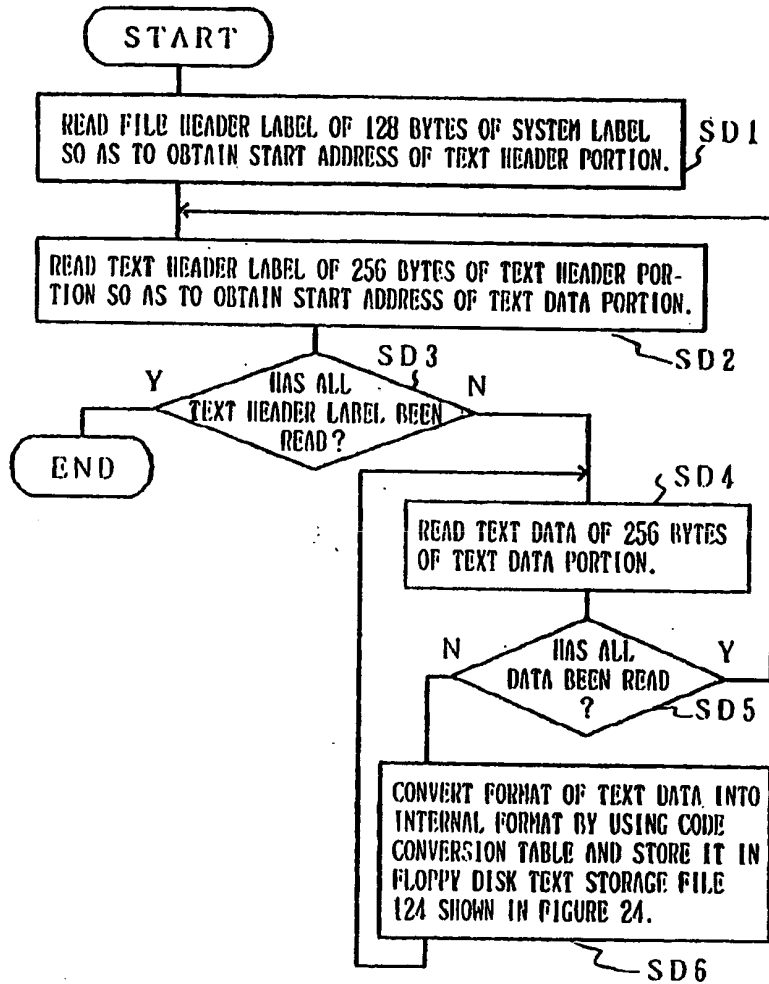 START
READ FILE HEADER LABEL OF 128 BYTES OF SYSTEM LABEL
SO AS TO OBTAIN START ADDRESS OF TEXT HEADER PORTION.
SD1
READ TEXT HEADER LABEL OF 256 BYTES OF TEXT HEADER POR-
TION SO AS TO OBTAIN START ADDRESS OF TEXT DATA PORTION.
SD2
SD3
Y
HAS ALL
TEXT HEADER LABEL BEEN
READ?
N
END
SD4
READ TEXT DATA OF 256 BYTES
OF TEXT DATA PORTION.
N
HAS ALL
DATA BEEN READ
?
Y
SD5
CONVERT FORMAT OF TEXT DATA INTO
INTERNAL FORMAT BY USING CODE
CONVERSION TABLE AND STORE IT IN
FLOPPY DISK TEXT STORAGE FILE
124 SHOWN IN FIGURE 24.
SD6